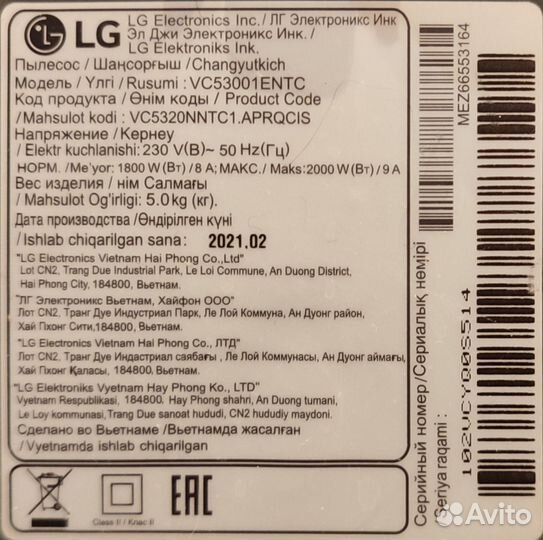 LG
LG Electronics Inc./ ЛГ Электроникс Инк
Эл Джи Электроникс Инк. /
LG Elektroniks Ink.
Пылесос / Шаңсорғыш / Changyutkich
Модель / Үлгі / Rusumi : VC53001ENTC
Код продукта / Өнім коды / Product Code
/ Mahsulot kodi : VC5320NNTC1.APRQCIS
Напряжение / Кернеу
/ Elektr kuchlanishi: 230 V(В)~ 50 Hz(Гц)
НОРМ. / Me'yor: 1800 W(Вт) / 8 A; МАКС./ Maks: 2000 W(Вт) / 9 A
Вес изделия / нім Салмағы
/ Mahsulot Og'irligi: 5.0kg (кг).
Дата производства /Өндірілген күні
/Ishlab chiqarilgan sana: 2021.02
"LG Electronics Vietnam Hai Phong Co.,Ltd"
Lot CN2, Trang Due Industrial Park, Le Loi Commune, An Duong District,
Hai Phong City, 184800, Вьетнам.
"ЛГ Электроникс Вьетнам, Хайфон ООО"
Лот CN2, Транг Дуе Индустриал Парк, Ле Лой Коммуна, Ан Дуонг район,
Хай Понг Сити,184800, Вьетнам.
"LG Electronics Vietnam Hai Phong Co., ЛТД"
Лот CN2, Транг Дуе Индастриал саябағы , Ле Лой Коммунасы, Ан Дуонг аймағы,
Хай Пхонг Қаласы, 184800, Вьетнам.
"LG Elektroniks Vyetnam Hay Phong Ko., LTD"
Vyetnam Respublikasi, 184800, Hay Phong shahri, An Duong tumani,
Le Loy kommunasi,Trang Due sanoat hududi, CN2 hududiy maydoni.
Сделано во Вьетнаме /Вьетнамда жасалған
/ Vyetnamda ishlab chiqarilgan
Class II / Клас II
EAC
MEZ66553164
Серийный номер/Сериалық нөмірі
Seriya raqami :
102VCYQ0S514
Avito